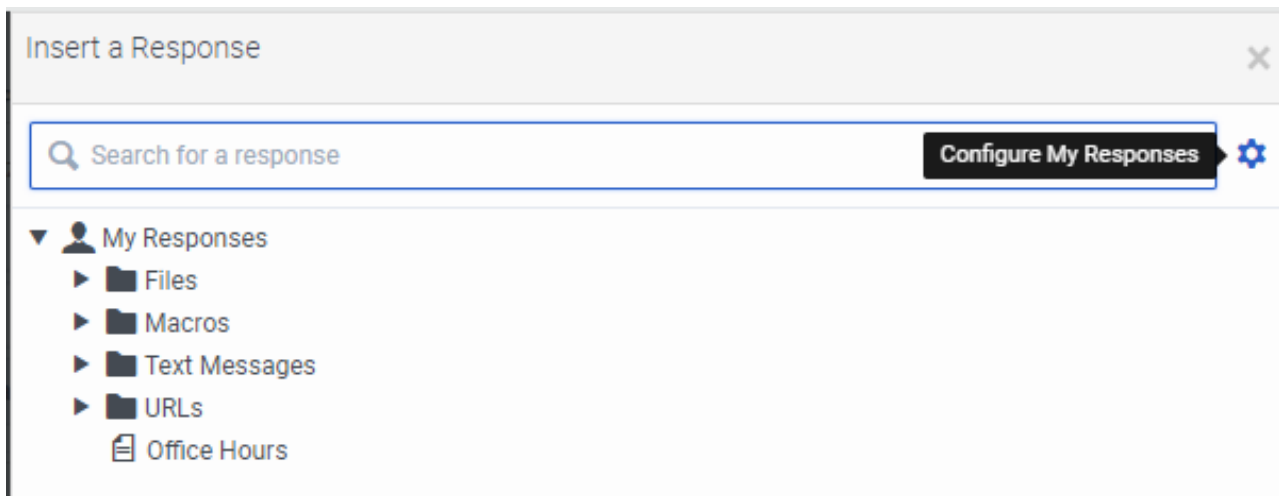 Insert a Response
Search for a response
Configure My Responses
My Responses
Files
Macros
Text Messages
URLs
Office Hours